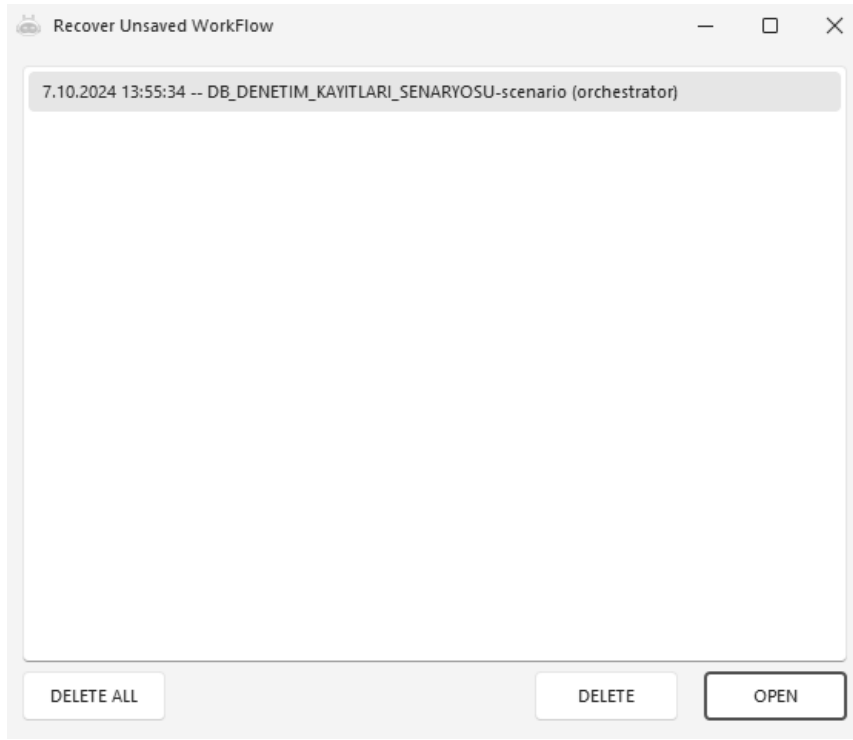 Recover Unsaved WorkFlow
7.10.2024 13:55:34 -- DB_DENETIM_KAYITLARI_SENARYOSU-scenario (orchestrator)
DELETE ALL
DELETE
OPEN